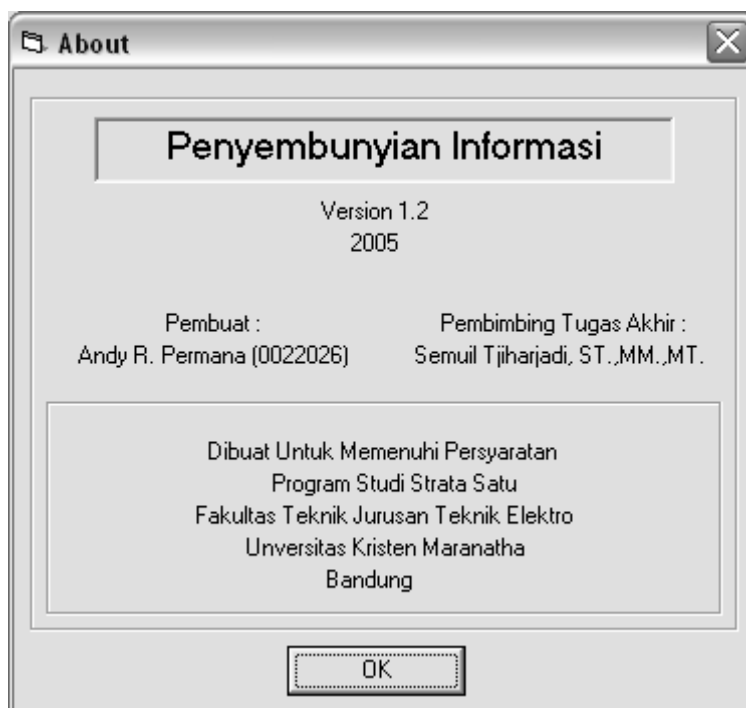 About
Penyembunyian Informasi
Version 1.2
2005
Pembuat :
Andy R. Permana (0022026)
Pembimbing Tugas Akhir :
Semuil Tjiharjadi, ST.,MM.,MT.
Dibuat Untuk Memenuhi Persyaratan
Program Studi Strata Satu
Fakultas Teknik Jurusan Teknik Elektro
Unversitas Kristen Maranatha
Bandung
OK